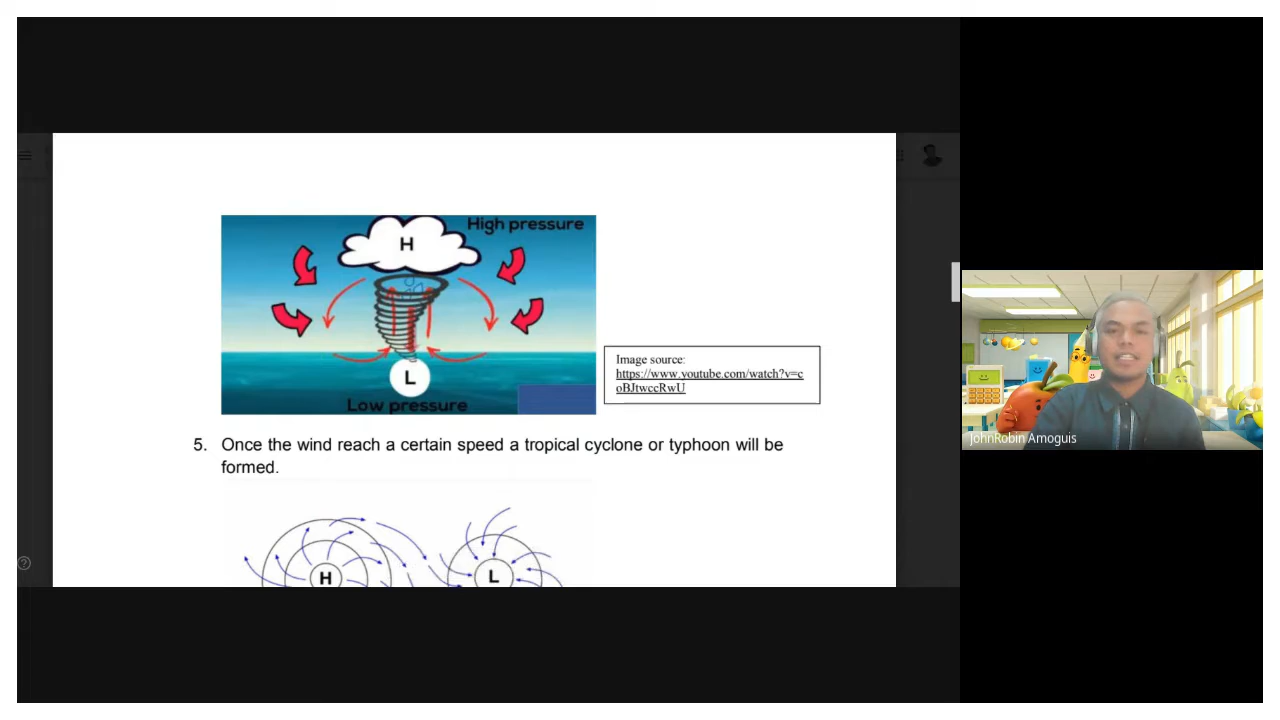 High pressure
H
L
Low pressure
Image source:
https://www.youtube.com/watch?v=c
oBJtwccRwU
5. Once the wind reach a certain speed a tropical cyclone or typhoon will be
formed.
H
L
JohnRobin Amoguis